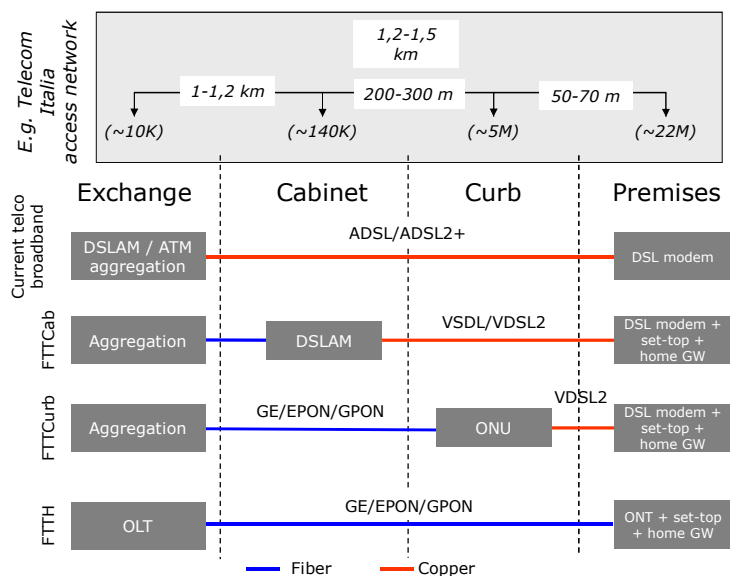 E.g. Telecom
Italia
access network
1,2-1,5
km
1-1,2 km
200-300 m
50-70 m
(~10K)
(~140K)
(~5M)
(~22M)
Exchange
Cabinet
Curb
Premises
Current telco
broadband
DSLAM / ATM
aggregation
ADSL/ADSL2+
DSL modem
FTTCab
Aggregation
DSLAM
VSDL/VDSL2
DSL modem +
set-top +
home GW
FTTCurb
Aggregation
GE/EPON/GPON
ONU
VDSL2
DSL modem +
set-top +
home GW
FTTH
OLT
GE/EPON/GPON
ONT + set-top
+ home GW
Fiber
Copper